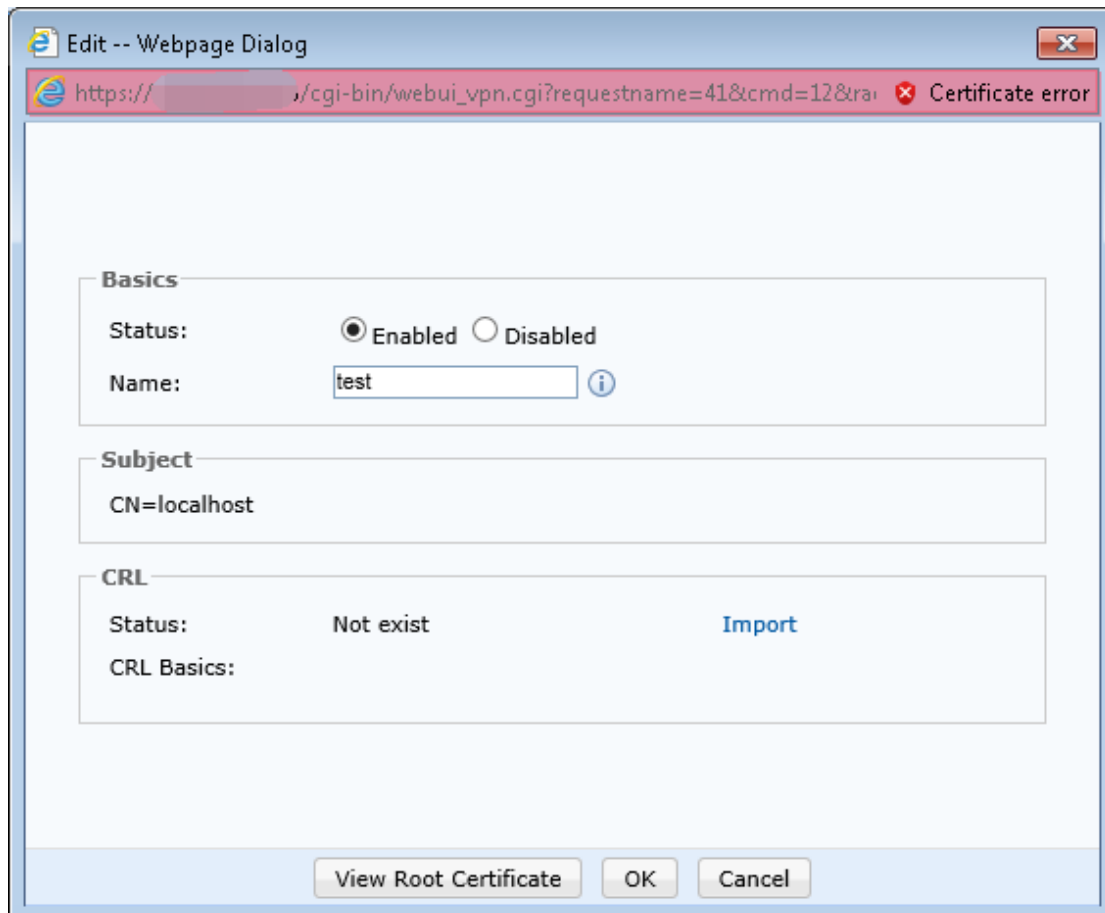 Edit -- Webpage Dialog
https:// /cgi-bin/webui_vpn.cgi?requestname=41&cmd=12&ra Certificate error
Basics
Status: Enabled Disabled
Name: test
Subject
CN=localhost
CRL
Status: Not exist Import
CRL Basics:
View Root Certificate OK Cancel